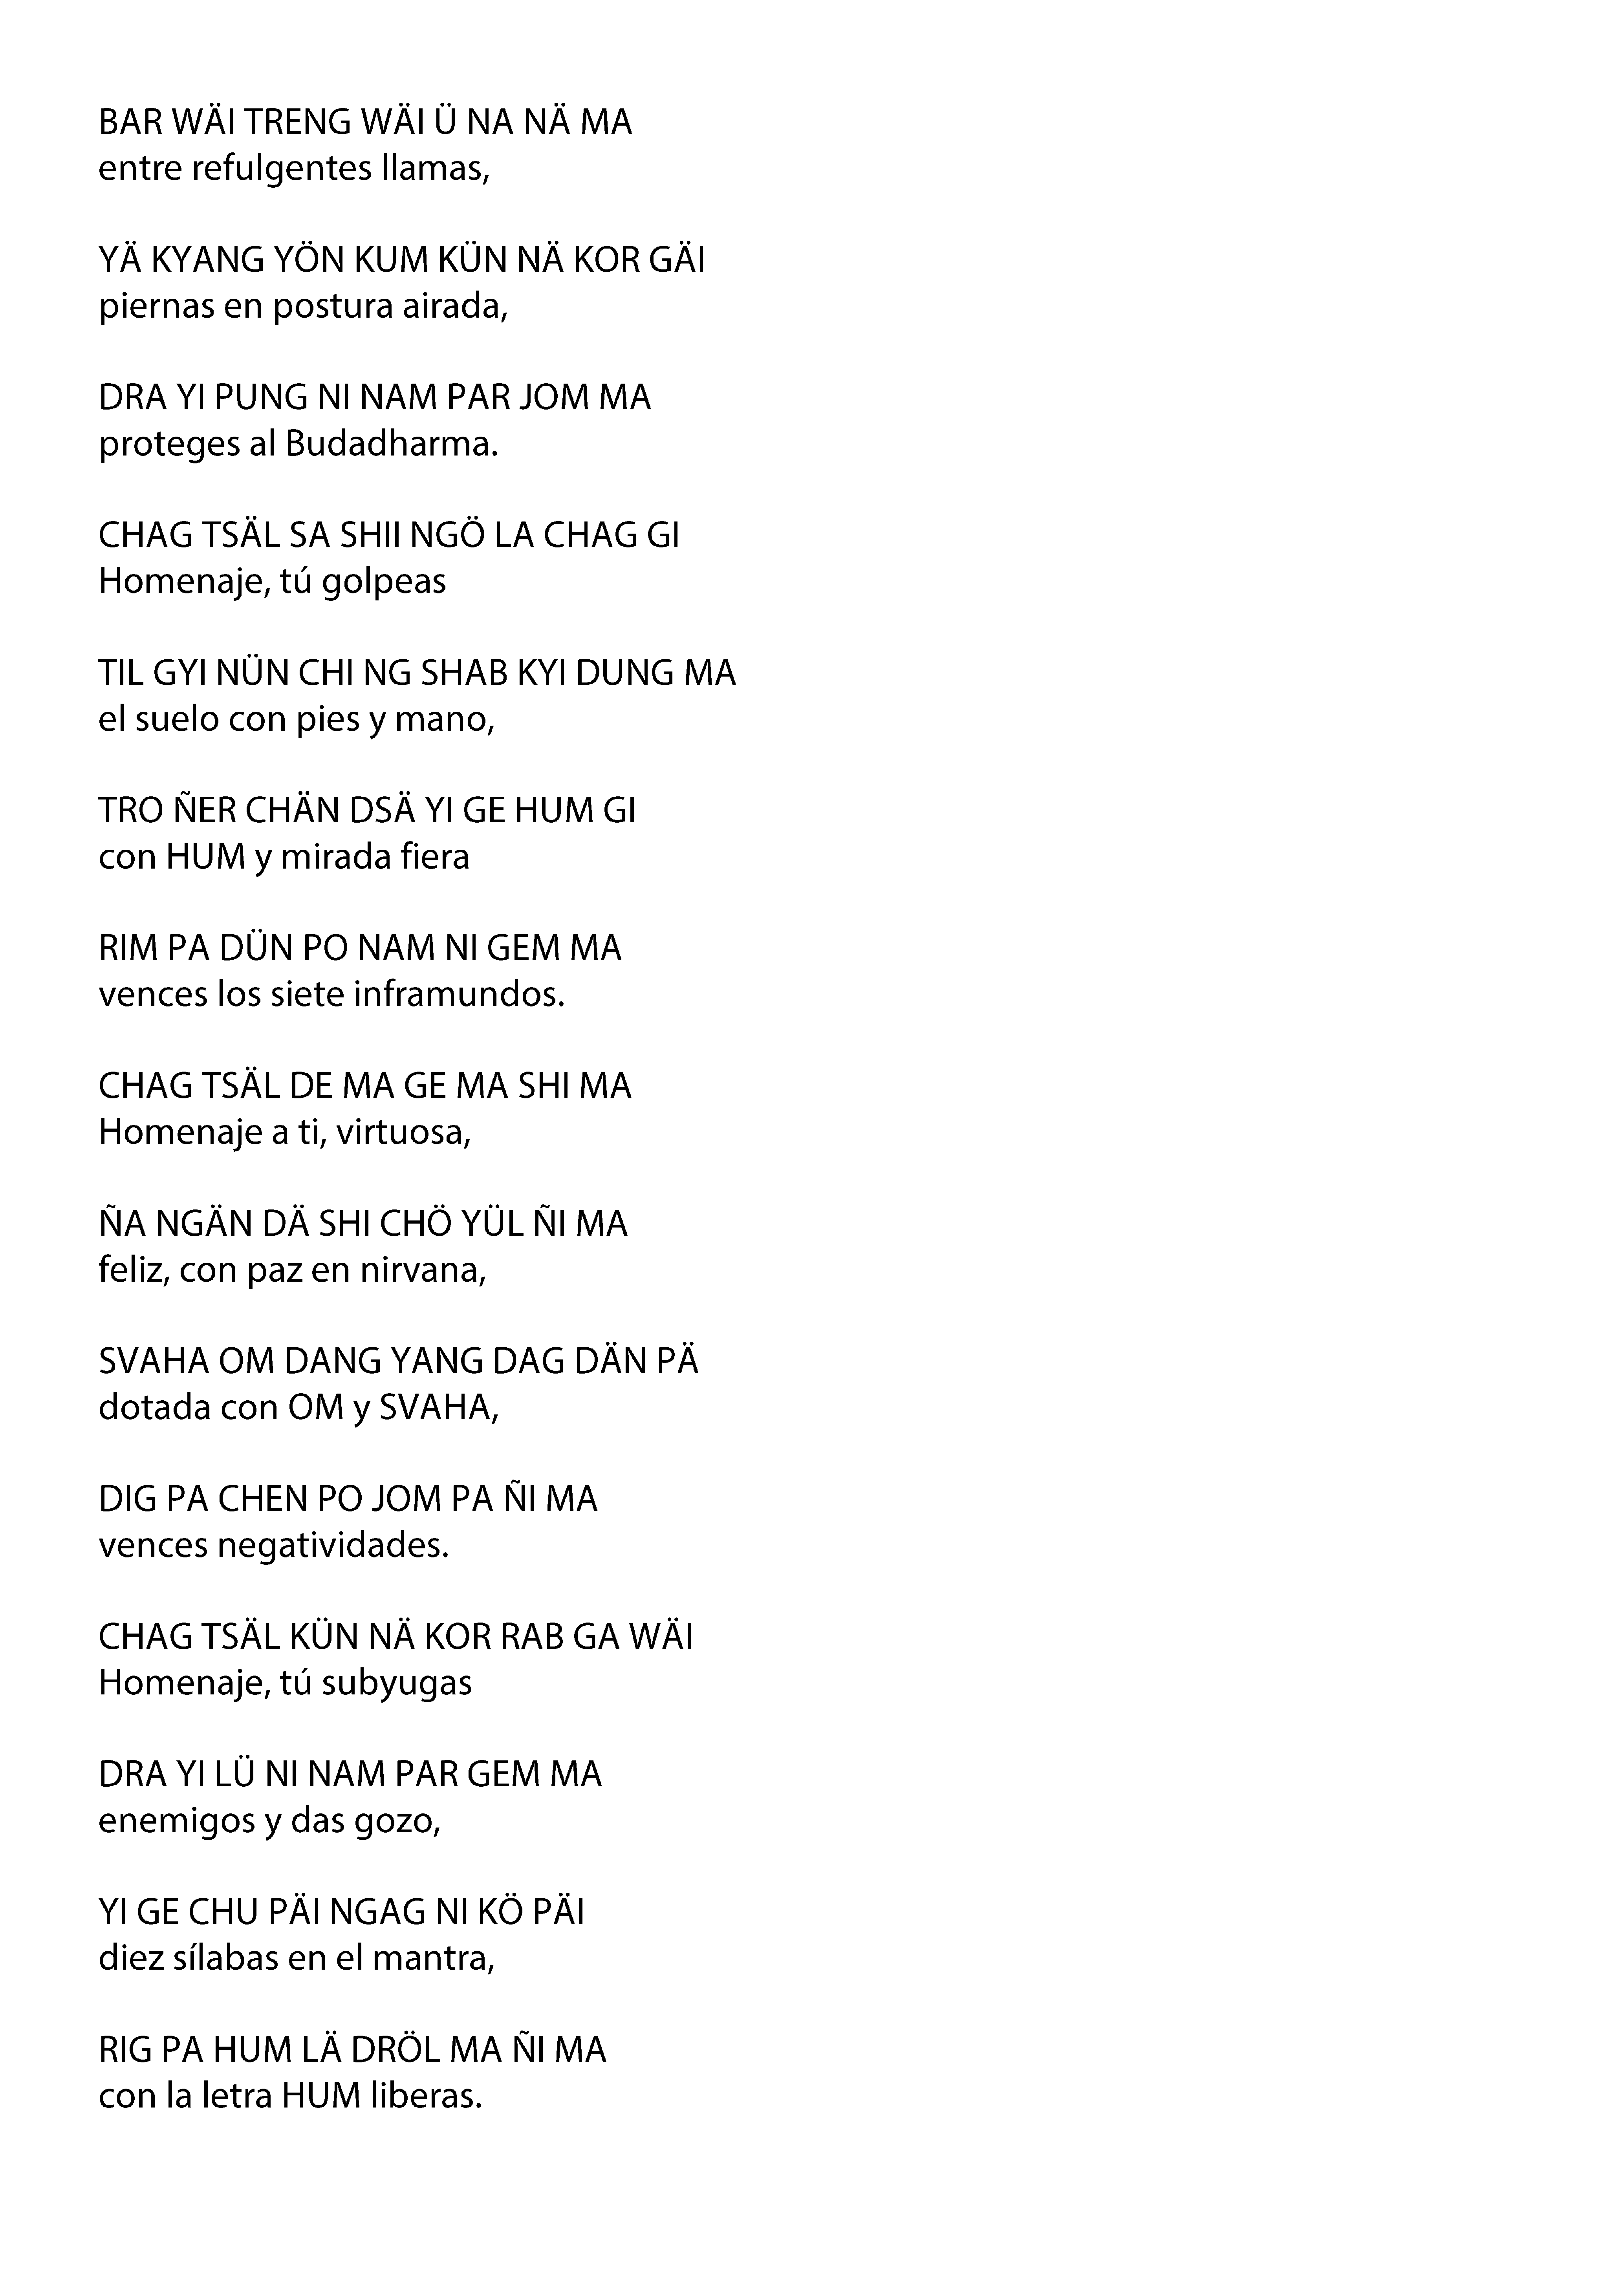 BAR WÄI TRENG WÄI Ü NA NÄ MA
entre refulgentes llamas,
YÄ KYANG YÖN KUM KÜN NÄ KOR GÄI
piernas en postura airada,
DRA YI PUNG NI NAM PAR JOM MA
proteges al Budadharma.
CHAG TSÄL SA SHII NGÖ LA CHAG GI
Homenaje, tú golpeas
TIL GYI NÜN CHI NG SHAB KYI DUNG MA
el suelo con pies y mano,
TRO ÑER CHÄN DSÄ YI GE HUM GI
con HUM y mirada fiera
RIM PA DÜN PO NAM NI GEM MA
vences los siete inframundos.
CHAG TSÄL DE MA GE MA SHI MA
Homenaje a ti, virtuosa,
ÑA NGÄN DÄ SHI CHÖ YÜL ÑI MA
feliz, con paz en nirvana,
SVAHA OM DANG YANG DAG DÄN PÄ
dotada con OM y SVAHA,
DIG PA CHEN PO JOM PA ÑI MA
vences negatividades.
CHAG TSÄL KÜN NÄ KOR RAB GA WÄI
Homenaje, tú subyugas
DRA YI LÜ NI NAM PAR GEM MA
enemigos y das gozo,
YI GE CHU PÄI NGAG NI KÖ PÄI
diez sílabas en el mantra,
RIG PA HUM LÄ DRÖL MA ÑI MA
con la letra HUM liberas.